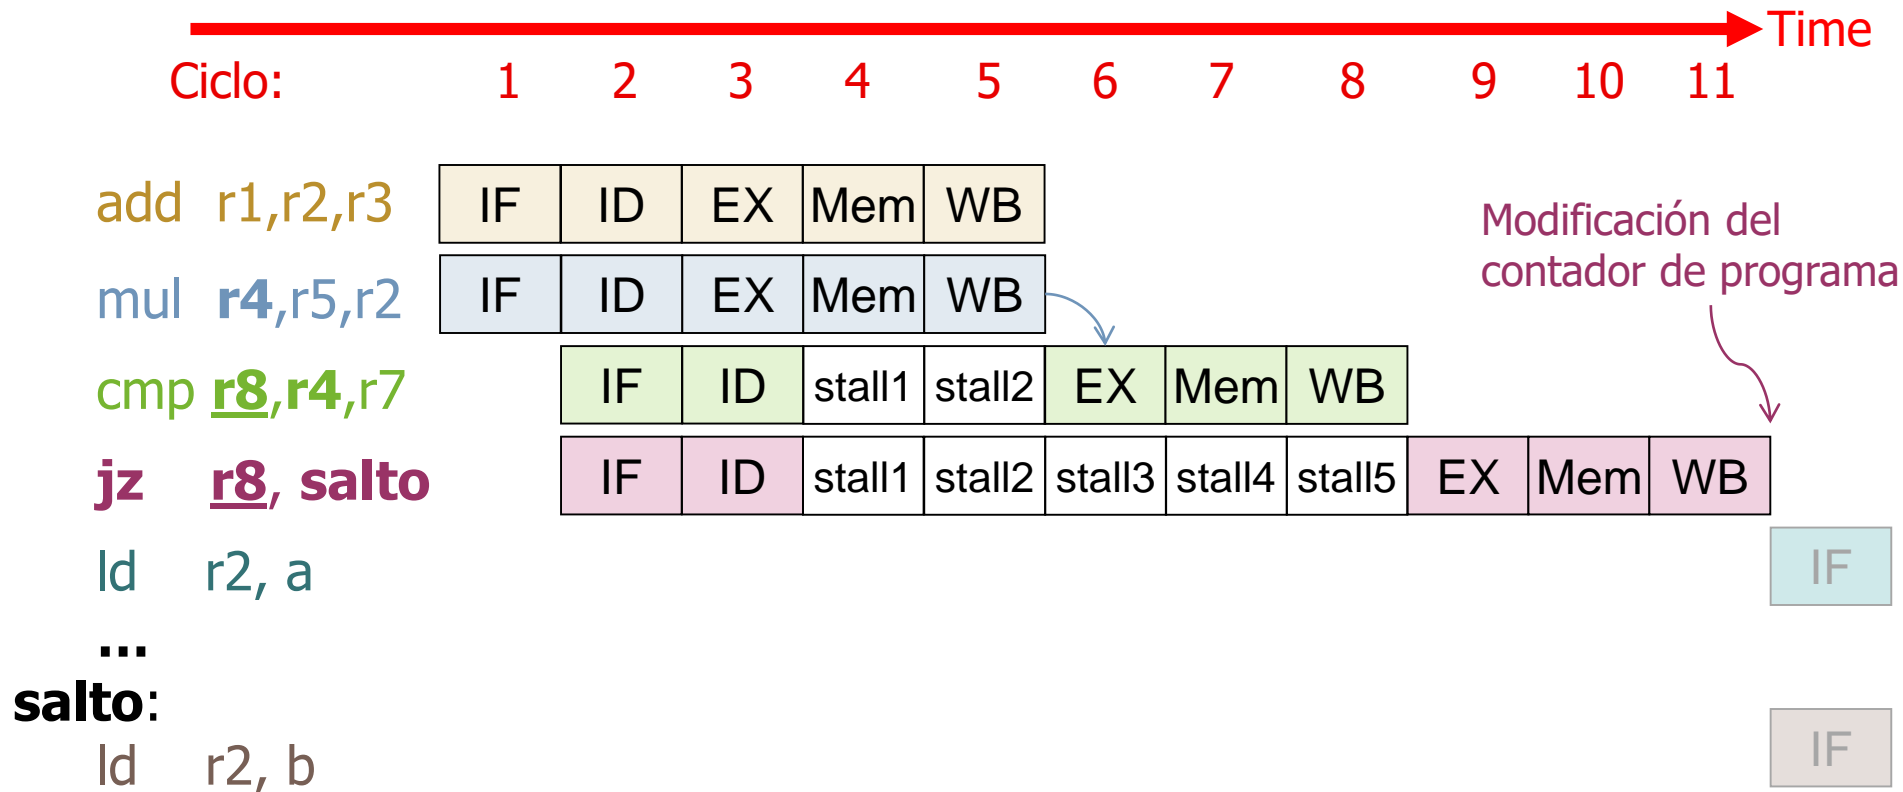 Time
Ciclo: 1 2 3 4 5 6 7 8 9 10 11
add r1,r2,r3 IF ID EX Mem WB
Modificación del
contador de programa
mul r4,r5,r2 IF ID EX Mem WB
cmp r8,r4,r7 IF ID stall1 stall2 EX Mem WB
jz r8, salto IF ID stall1 stall2 stall3 stall4 stall5 EX Mem WB
ld r2, a IF
...
salto:
ld r2, b IF